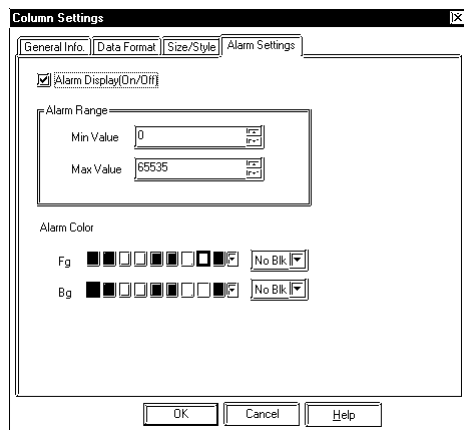 Column Settings
General Info. Data Format Size/Style Alarm Settings
Alarm Display(On/Off)
Alarm Range
Min Value 0
Max Value 65535
Alarm Color
Fg No Blk
Bg No Blk
OK Cancel Help